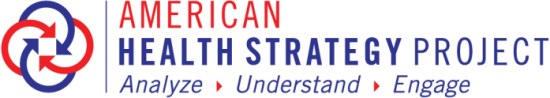 AMERICAN
HEALTH STRATEGY PROJECT
Analyze ‣ Understand ‣ Engage